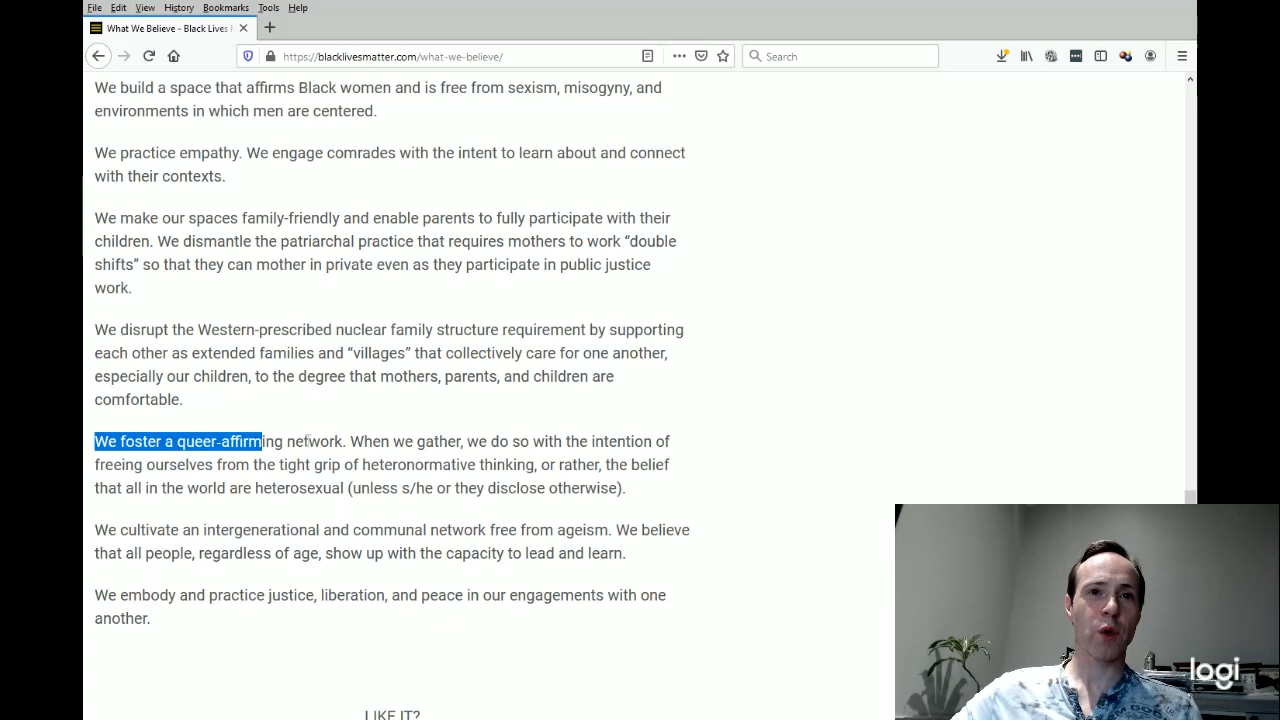 File Edit View History Bookmarks Tools Help
What We Believe - Black Lives
https://blacklivesmatter.com/what-we-believe/
Search
We build a space that affirms Black women and is free from sexism, misogyny, and
environments in which men are centered.
We practice empathy. We engage comrades with the intent to learn about and connect
with their contexts.
We make our spaces family-friendly and enable parents to fully participate with their
children. We dismantle the patriarchal practice that requires mothers to work “double
shifts” so that they can mother in private even as they participate in public justice
work.
We disrupt the Western-prescribed nuclear family structure requirement by supporting
each other as extended families and “villages” that collectively care for one another,
especially our children, to the degree that mothers, parents, and children are
comfortable.
We foster a queer-affirming network. When we gather, we do so with the intention of
freeing ourselves from the tight grip of heteronormative thinking, or rather, the belief
that all in the world are heterosexual (unless s/he or they disclose otherwise).
We cultivate an intergenerational and communal network free from ageism. We believe
that all people, regardless of age, show up with the capacity to lead and learn.
We embody and practice justice, liberation, and peace in our engagements with one
another.
LIKE IT?
logi